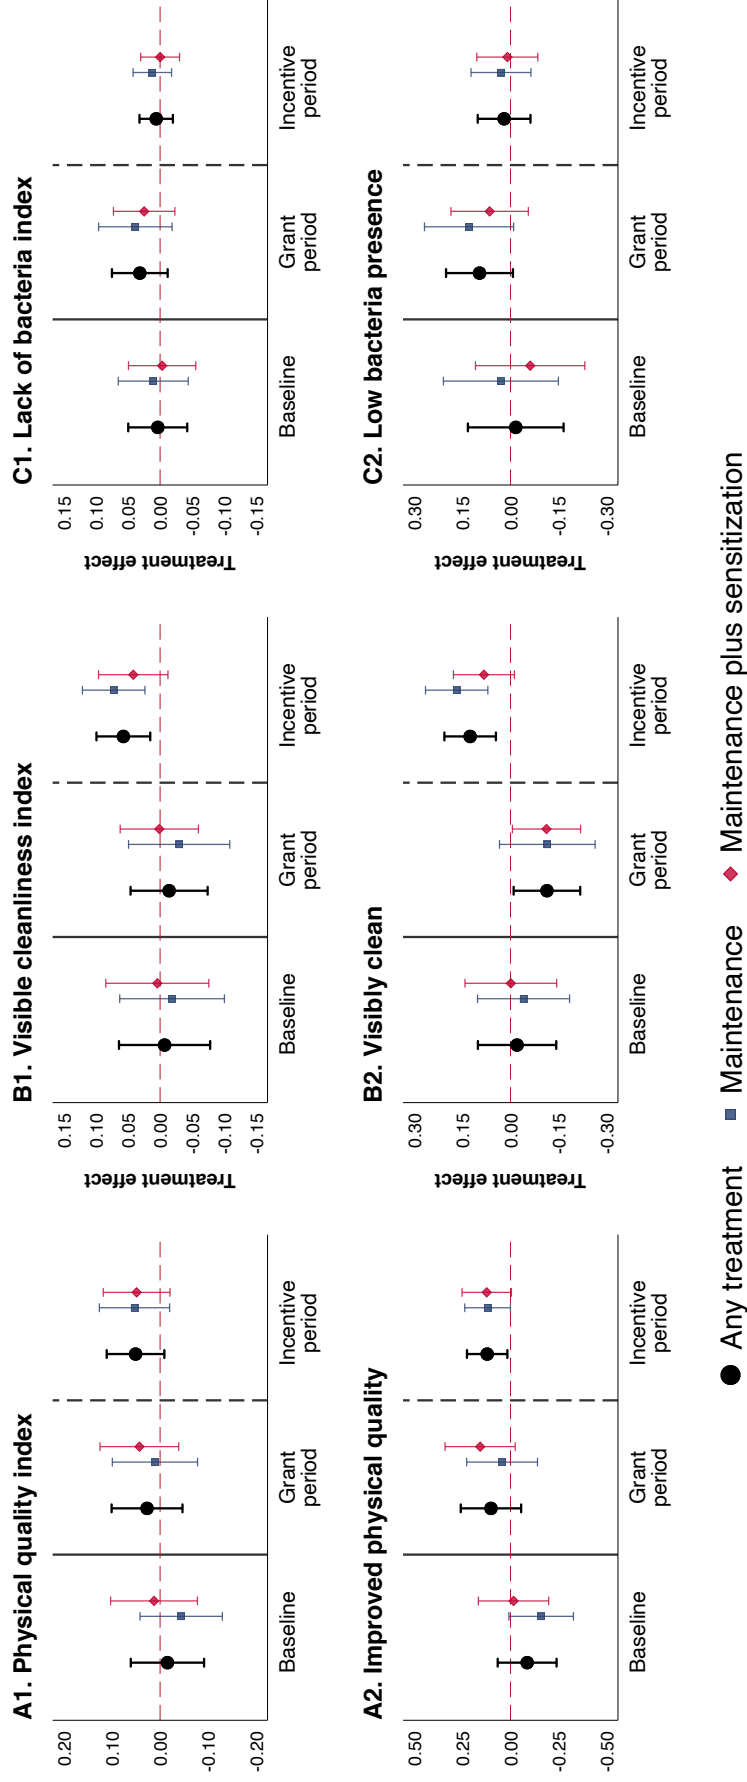 A1. Physical quality index
0.20
0.10
0.00
-0.10
-0.20
Baseline
Grant
period
Incentive
period
B1. Visible cleanliness index
Treatment effect
0.15
0.10
0.05
0.00
-0.05
-0.10
-0.15
Baseline
Grant
period
Incentive
period
C1. Lack of bacteria index
Treatment effect
0.15
0.10
0.05
0.00
-0.05
-0.10
-0.15
Baseline
Grant
period
Incentive
period
A2. Improved physical quality
0.50
0.25
0.00
-0.25
-0.50
Baseline
Grant
period
Incentive
period
B2. Visibly clean
Treatment effect
0.30
0.15
0.00
-0.15
-0.30
Baseline
Grant
period
Incentive
period
C2. Low bacteria presence
Treatment effect
0.30
0.15
0.00
-0.15
-0.30
Baseline
Grant
period
Incentive
period
Any treatment
Maintenance
Maintenance plus sensitization